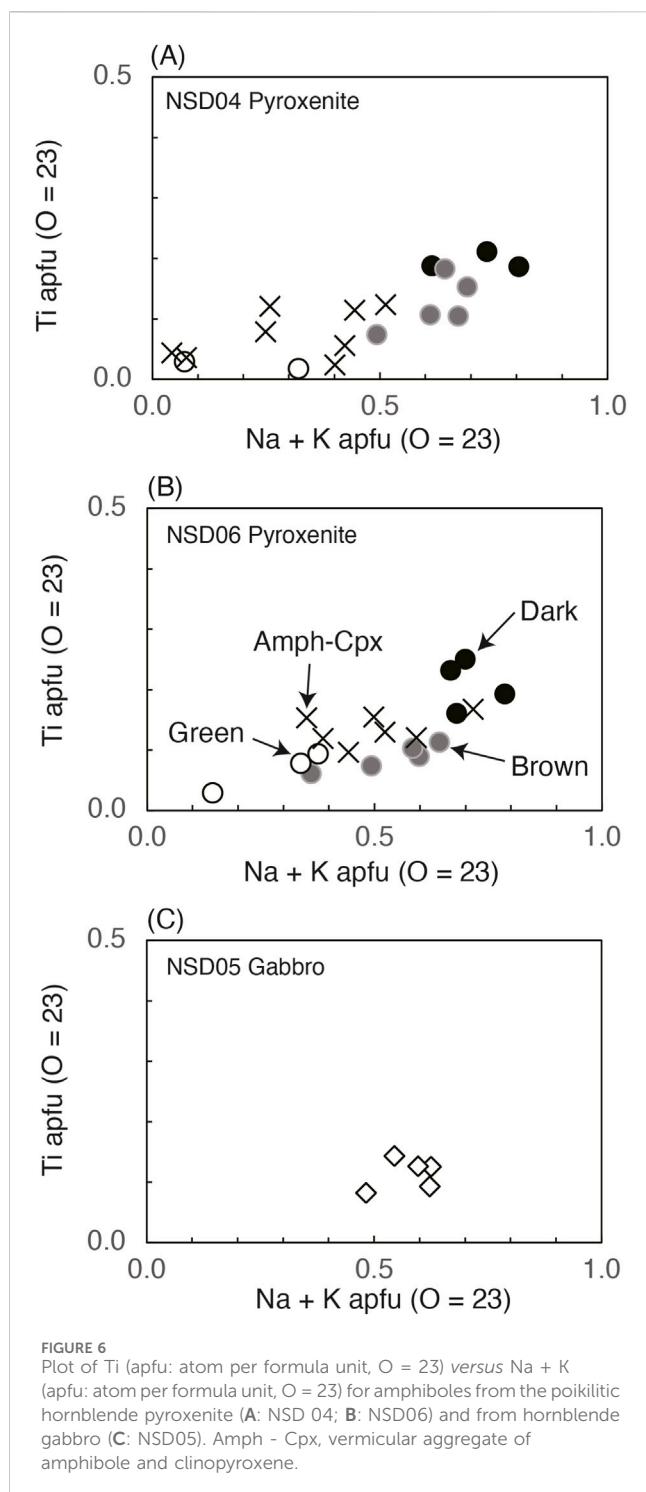 (A)
0.5
NSD04 Pyroxenite
Ti apfu (O = 23)
0.0
0.0 0.5 1.0
Na + K apfu (O = 23)
(B)
0.5
NSD06 Pyroxenite
Dark
Amph-Cpx
Green
Brown
Ti apfu (O = 23)
0.0
0.0 0.5 1.0
Na + K apfu (O = 23)
(C)
0.5
NSD05 Gabbro
Ti apfu (O = 23)
0.0
0.0 0.5 1.0
Na + K apfu (O = 23)
FIGURE 6
Plot of Ti (apfu: atom per formula unit, O = 23) versus Na + K
(apfu: atom per formula unit, O = 23) for amphiboles from the poikilitic
hornblende pyroxenite (A: NSD 04; B: NSD06) and from hornblende
gabbro (C: NSD05). Amph - Cpx, vermicular aggregate of
amphibole and clinopyroxene.